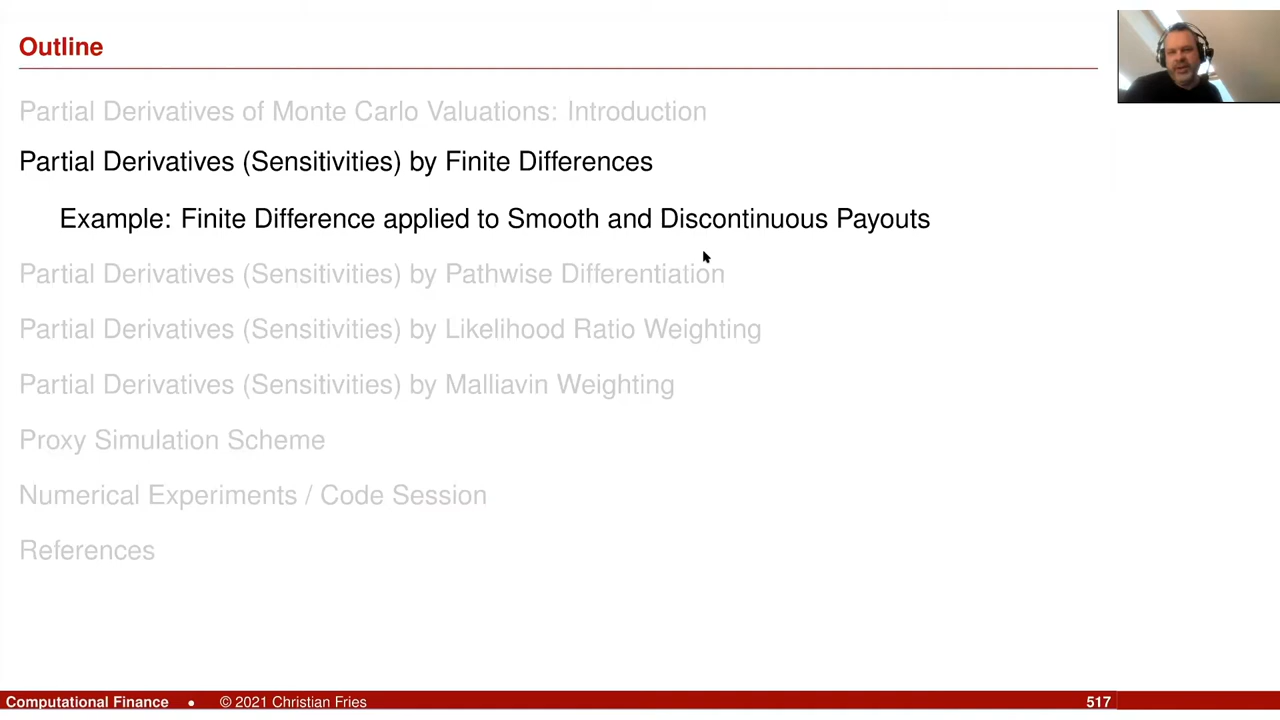 Outline
Partial Derivatives of Monte Carlo Valuations: Introduction
Partial Derivatives (Sensitivities) by Finite Differences
Example: Finite Difference applied to Smooth and Discontinuous Payouts
Partial Derivatives (Sensitivities) by Pathwise Differentiation
Partial Derivatives (Sensitivities) by Likelihood Ratio Weighting
Partial Derivatives (Sensitivities) by Malliavin Weighting
Proxy Simulation Scheme
Numerical Experiments / Code Session
References
Computational Finance • © 2021 Christian Fries 517